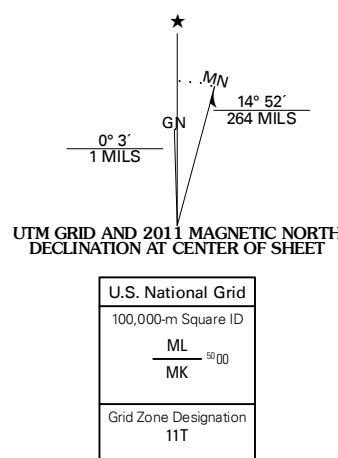 ★
MN
GN
0° 3´
1 MILS
14° 52´
264 MILS
UTM GRID AND 2011 MAGNETIC NORTH
DECLINATION AT CENTER OF SHEET
U.S. National Grid
100,000-m Square ID
ML
5000
MK
Grid Zone Designation
11T